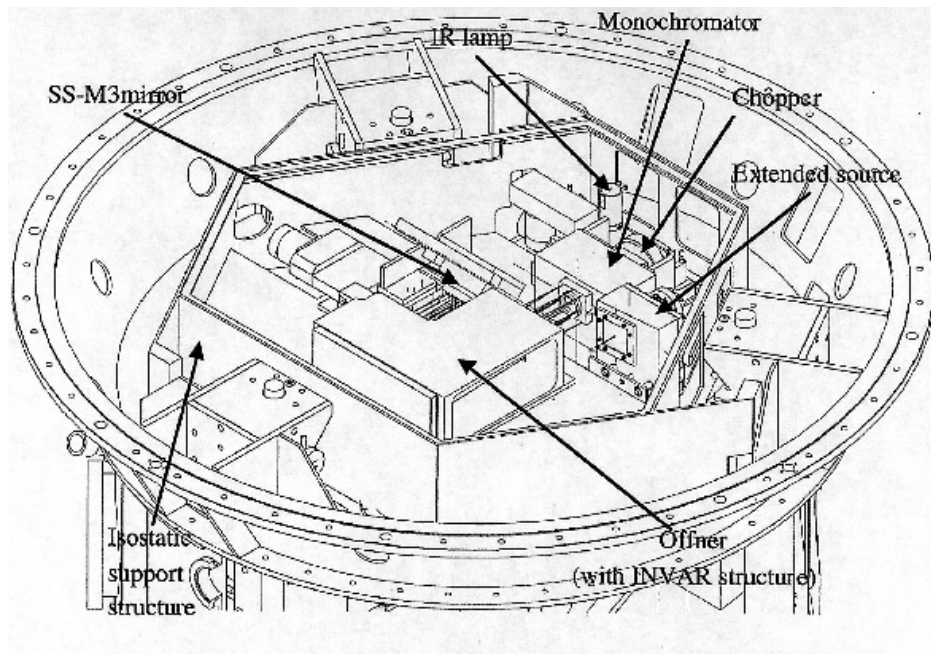 Monochromator
IR lamp
SS-M3mirror
Chopper
Extended source
Isostatic
support
structure
Offner
(with INVAR structure)